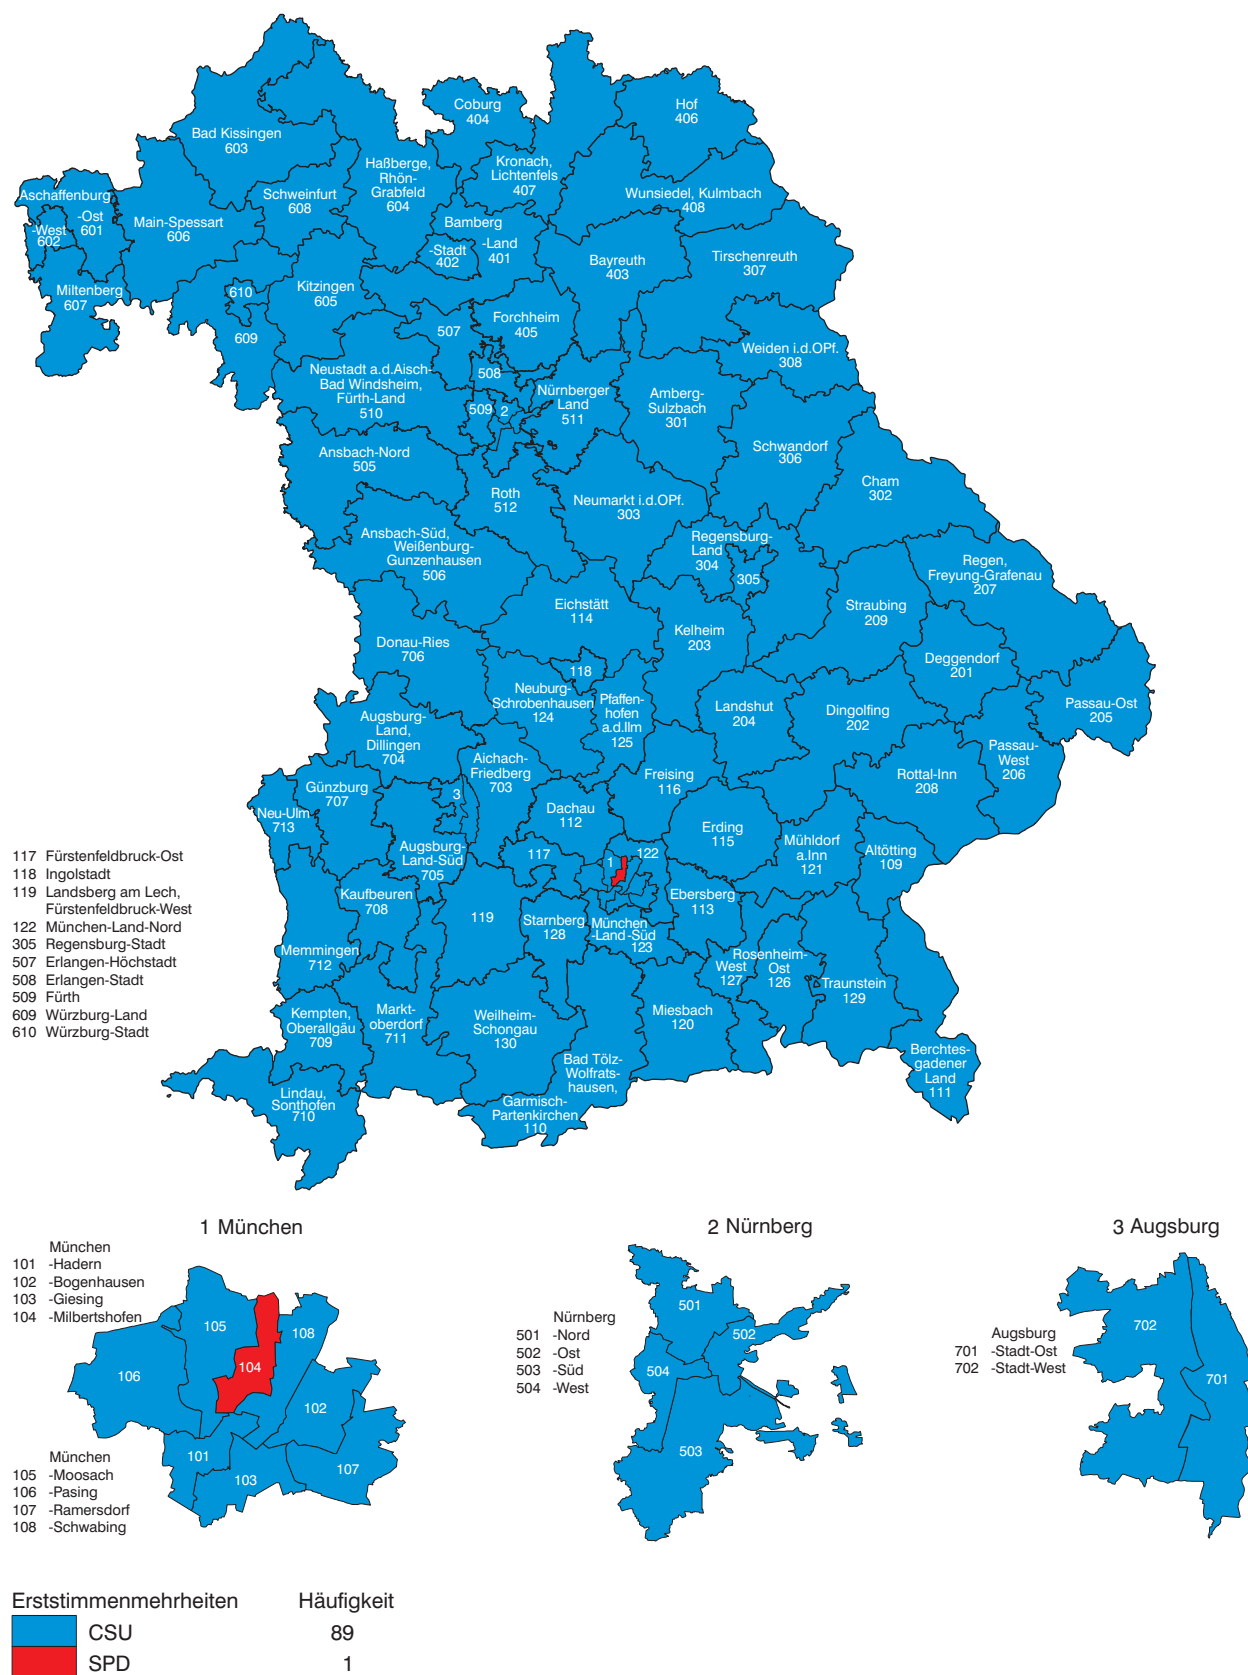 Coburg
404
Hof
406
Bad Kissingen
603
Haßberge,
Rhön-
Grabfeld
604
Kronach,
Lichtenfels
407
Schweinfurt
608
Wunsiedel, Kulmbach
408
Aschaffenburg
-Ost
601
-West
602
Main-Spessart
606
Bamberg
-Land
401
-Stadt
402
Bayreuth
403
Tirschenreuth
307
Miltenberg
607
610
Kitzingen
605
609
507
Forchheim
405
Weiden i.d.OPf.
308
508
Neustadt a.d.Aisch-
Bad Windsheim,
Fürth-Land
510
509
2
Nürnberger
Land
511
Amberg-
Sulzbach
301
Schwandorf
306
Ansbach-Nord
505
Cham
302
Roth
512
Neumarkt i.d.OPf.
303
Ansbach-Süd,
Weißenburg-
Gunzenhausen
506
Regensburg-
Land
304
305
Regen,
Freyung-Grafenau
207
Eichstätt
114
Straubing
209
Kelheim
203
Donau-Ries
706
Deggendorf
201
118
Neuburg-
Schrobenhausen
124
Pfaffen-
hofen
a.d.Ilm
125
Landshut
204
Dingolfing
202
Passau-Ost
205
Augsburg-
Land,
Dillingen
704
Aichach-
Friedberg
703
Passau-
West
206
Freising
116
Rottal-Inn
208
Günzburg
707
3
Neu-Ulm
713
Dachau
112
Erding
115
Mühldorf
a.Inn
121
Altötting
109
Augsburg-
Land-Süd
705
117
1
122
Ebersberg
113
Kaufbeuren
708
119
Starnberg
128
München
-Land-Süd
123
Memmingen
712
West
127
Rosenheim-
Ost
126
Traunstein
129
Kempten,
Oberallgäu
709
Markt-
oberdorf
711
Weilheim-
Schongau
130
Miesbach
120
Bad Tölz-
Wolfrats-
hausen,
Garmisch-
Partenkirchen
110
Berchtes-
gadener
Land
111
Lindau,
Sonthofen
710
117 Fürstenfeldbruck-Ost
118 Ingolstadt
119 Landsberg am Lech,
Fürstenfeldbruck-West
122 München-Land-Nord
305 Regensburg-Stadt
507 Erlangen-Höchstadt
508 Erlangen-Stadt
509 Fürth
609 Würzburg-Land
610 Würzburg-Stadt
1 München
München
101 -Hadern
102 -Bogenhausen
103 -Giesing
104 -Milbertshofen
105
108
104
106
102
101
103
107
München
105 -Moosach
106 -Pasing
107 -Ramersdorf
108 -Schwabing
2 Nürnberg
Nürnberg
501 -Nord
502 -Ost
503 -Süd
504 -West
501
502
504
503
3 Augsburg
Augsburg
701 -Stadt-Ost
702 -Stadt-West
702
701
Erststimmenmehrheiten Häufigkeit
CSU 89
SPD 1